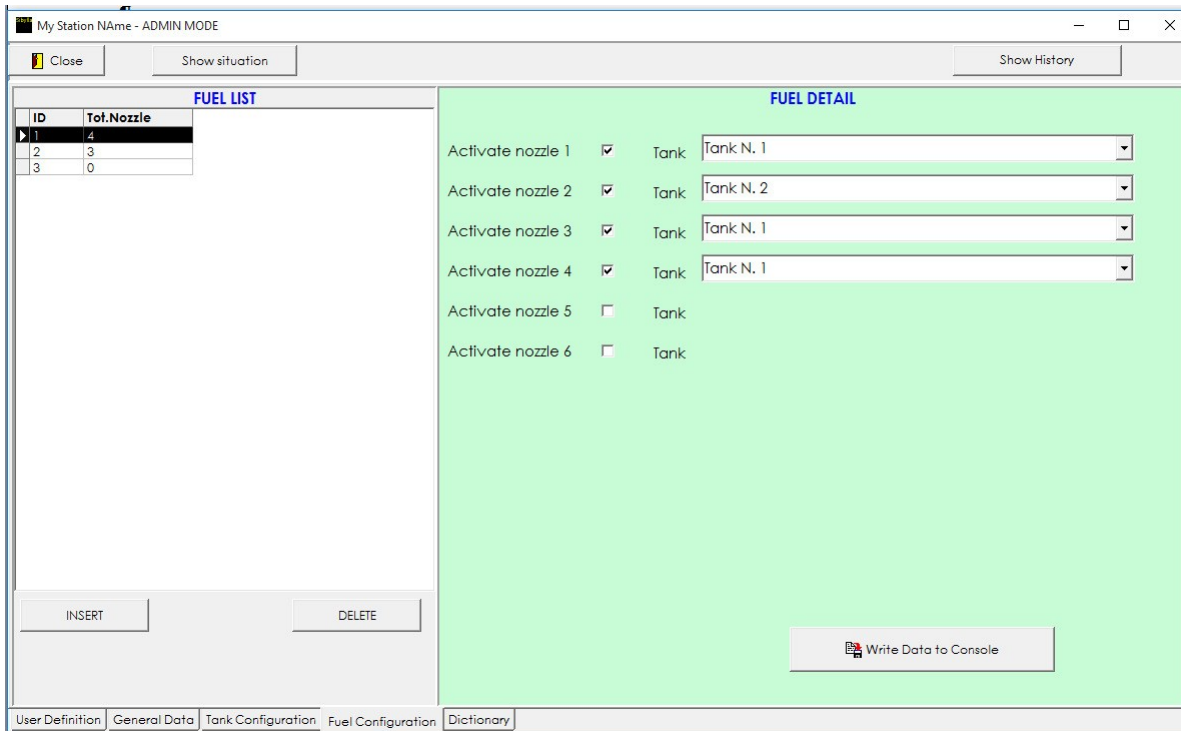 My Station NAme - ADMIN MODE
Close
Show situation
Show History
FUEL LIST
ID Tot.Nozzle
1 4
2 3
3 0
INSERT
DELETE
FUEL DETAIL
Activate nozzle 1 Tank Tank N. 1
Activate nozzle 2 Tank Tank N. 2
Activate nozzle 3 Tank Tank N. 1
Activate nozzle 4 Tank Tank N. 1
Activate nozzle 5 Tank
Activate nozzle 6 Tank
Write Data to Console
User Definition General Data Tank Configuration Fuel Configuration Dictionary